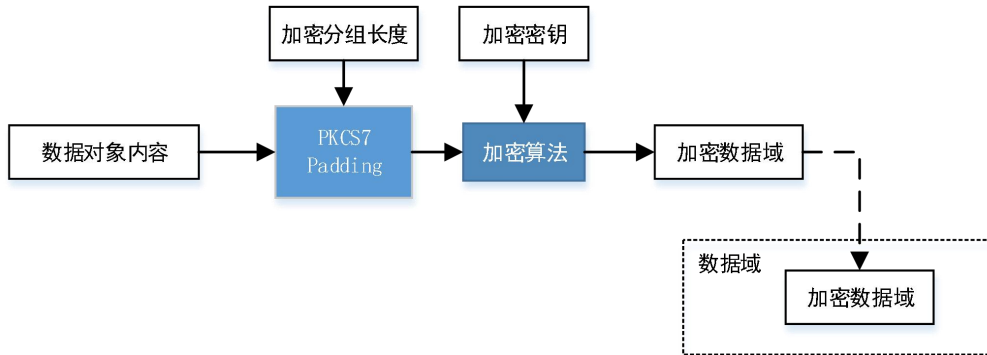 加密分组长度
加密密钥
数据对象内容
PKCS7
Padding
加密算法
加密数据域
数据域
加密数据域